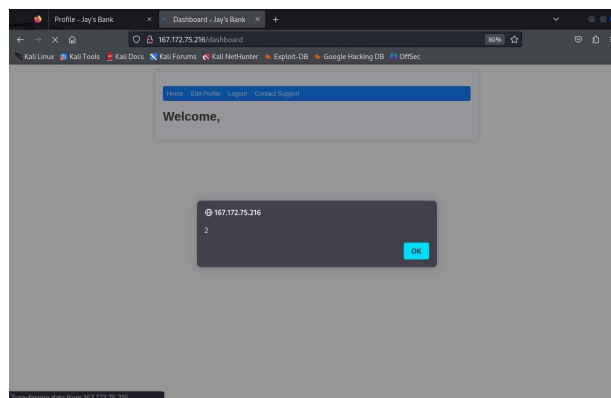 Profile - Jay's Bank
Dashboard - Jay's Bank
167.172.75.216/dashboard
80%
Kali Linux Kali Tools Kali Docs Kali Forums Kali NetHunter Exploit-DB Google Hacking DB OffSec
Home Edit Profile Logout Contact Support
Welcome,
167.172.75.216
2
OK
Transferring data from 167.172.75.216